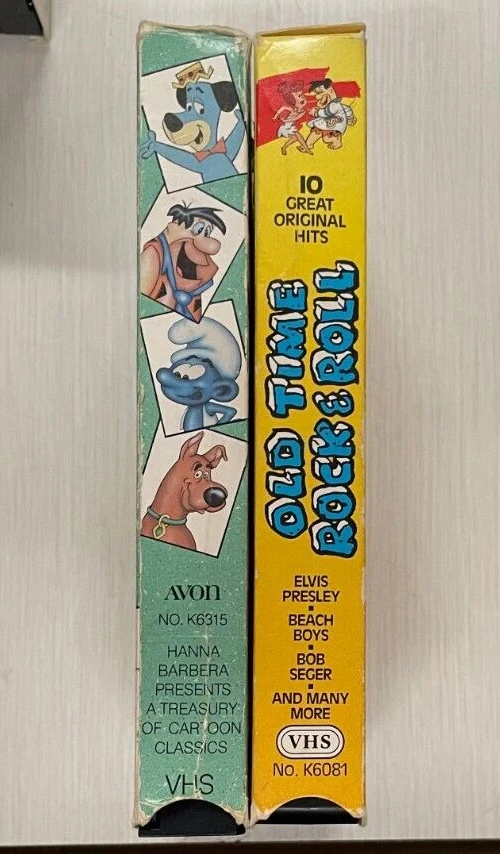 AVON
NO. K6315
HANNA
BARBERA
PRESENTS
A TREASURY
OF CARTOON
CLASSICS
VHS
10
GREAT
ORIGINAL
HITS
OLD TIME
ROCK & ROLL
ELVIS
PRESLEY
▪
BEACH
BOYS
▪
BOB
SEGER
▪
AND MANY
MORE
VHS
No. K6081